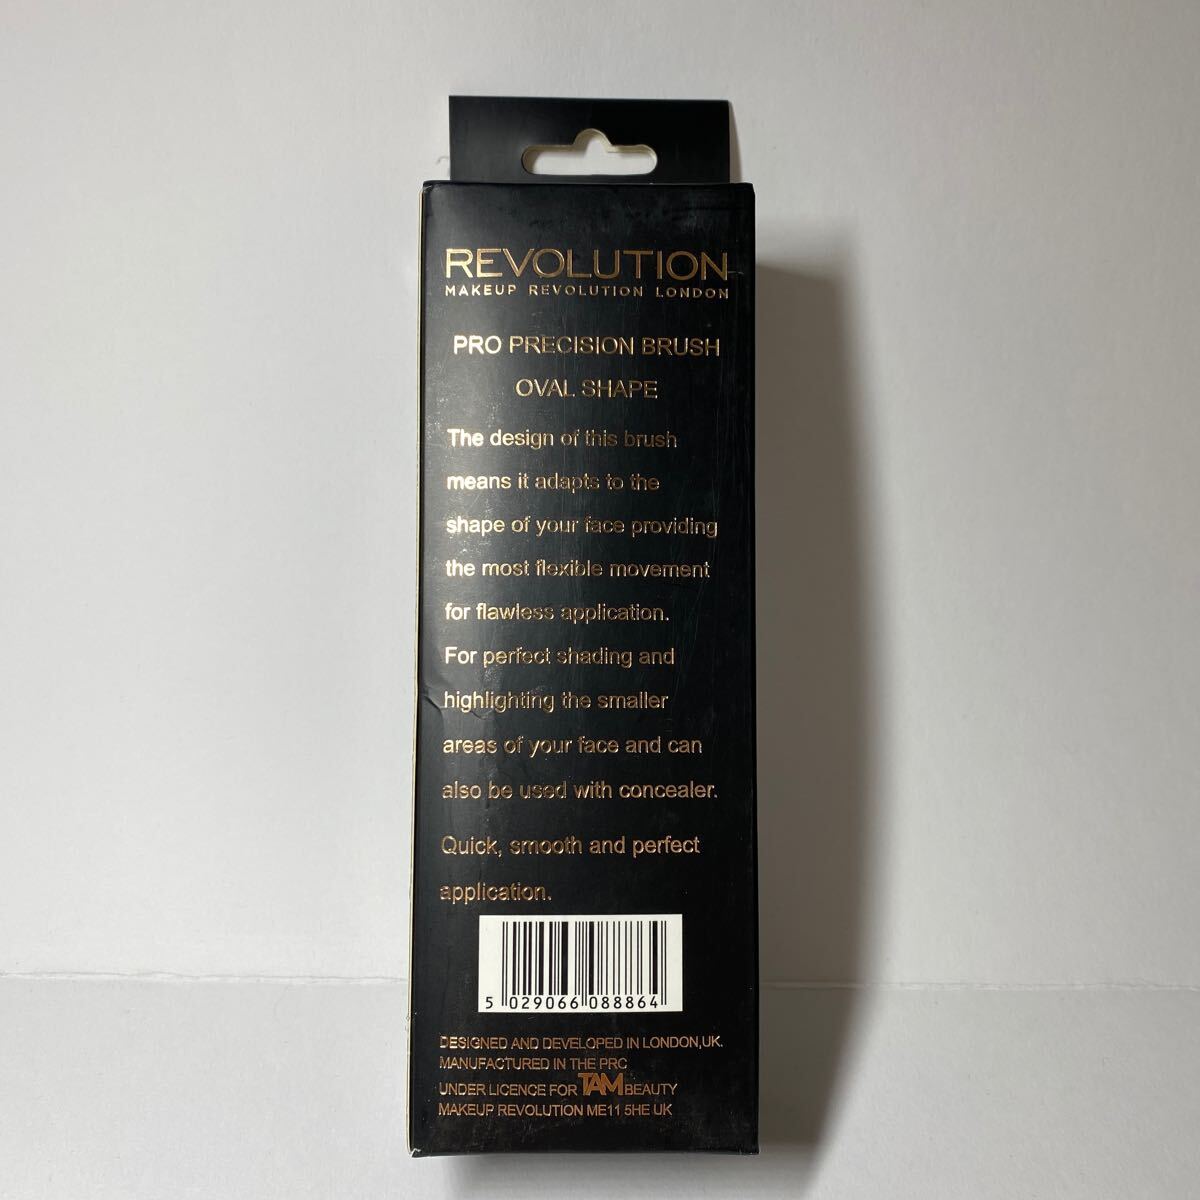 REVOLUTION
MAKEUP REVOLUTION LONDON
PRO PRECISION BRUSH
OVAL SHAPE
The design of this brush
means it adapts to the
shape of your face providing
the most flexible movement
for flawless application.
For perfect shading and
highlighting the smaller
areas of your face and can
also be used with concealer.
Quick, smooth and perfect
application.
5 029066 088864
DESIGNED AND DEVELOPED IN LONDON,UK.
MANUFACTURED IN THE PRC
UNDER LICENCE FOR TAM BEAUTY
MAKEUP REVOLUTION ME11 5HE UK